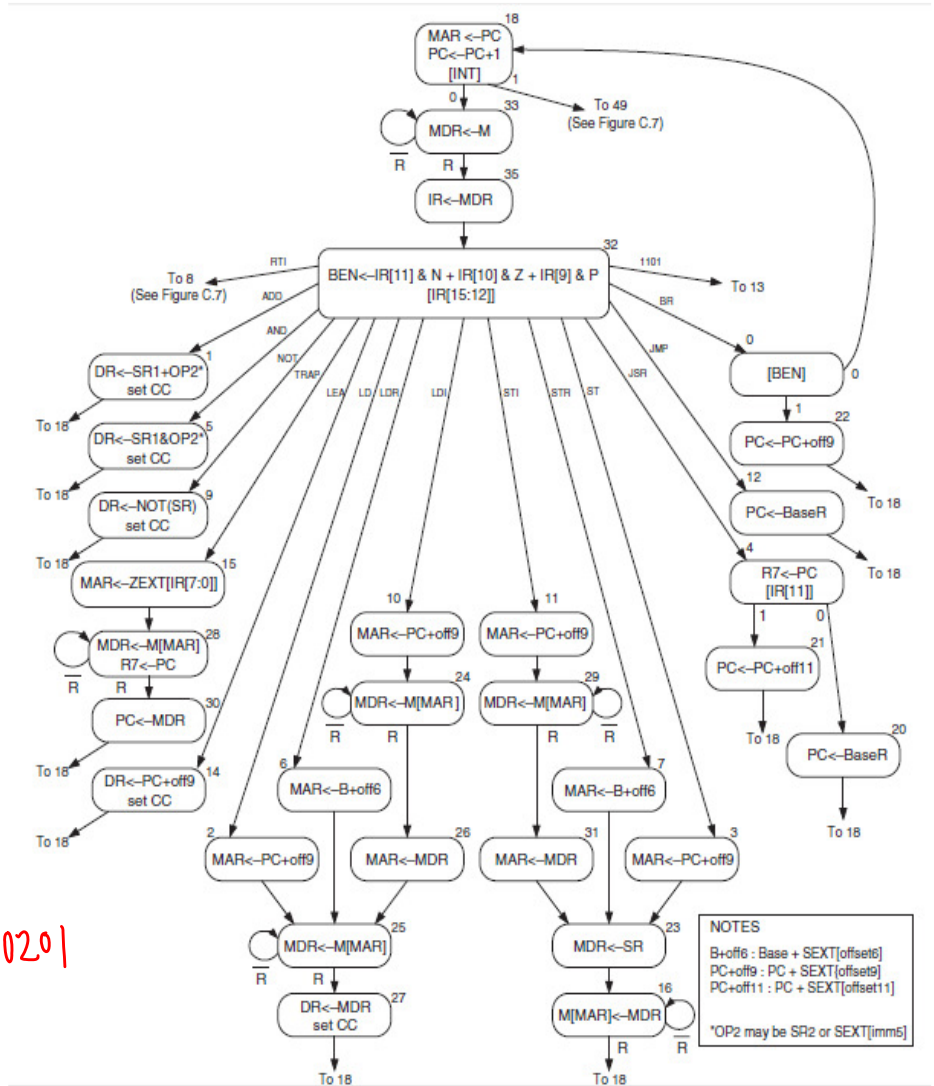 18
MAR <–PC
PC<–PC+1
[INT]
0
1
To 49
(See Figure C.7)
33
MDR<–M
R
R
35
IR<–MDR
32
BEN<–IR[11] & N + IR[10] & Z + IR[9] & P
[IR[15:12]]
RTI
To 8
(See Figure C.7)
1101
To 13
ADD
AND
NOT
TRAP
LEA
LD
LDR
LDI
STI
STR
ST
JSR
JMP
BR
1
DR<–SR1+OP2*
set CC
To 18
5
DR<–SR1&OP2*
set CC
To 18
9
DR<–NOT(SR)
set CC
To 18
15
MAR<–ZEXT[IR[7:0]]
28
MDR<–M[MAR]
R7<–PC
R
R
30
PC<–MDR
To 18
14
DR<–PC+off9
set CC
To 18
0
[BEN]
0
1
22
PC<–PC+off9
To 18
12
PC<–BaseR
To 18
4
R7<–PC
[IR[11]]
1
0
21
PC<–PC+off11
To 18
20
PC<–BaseR
To 18
10
MAR<–PC+off9
24
MDR<–M[MAR]
R
R
11
MAR<–PC+off9
29
MDR<–M[MAR]
R
R
6
MAR<–B+off6
7
MAR<–B+off6
2
MAR<–PC+off9
26
MAR<–MDR
31
MAR<–MDR
3
MAR<–PC+off9
0201
25
MDR<–M[MAR]
R
R
27
DR<–MDR
set CC
To 18
23
MDR<–SR
16
M[MAR]<–MDR
R
R
To 18
NOTES
B+off6 : Base + SEXT[offset6]
PC+off9 : PC + SEXT[offset9]
PC+off11 : PC + SEXT[offset11]
*OP2 may be SR2 or SEXT[imm5]